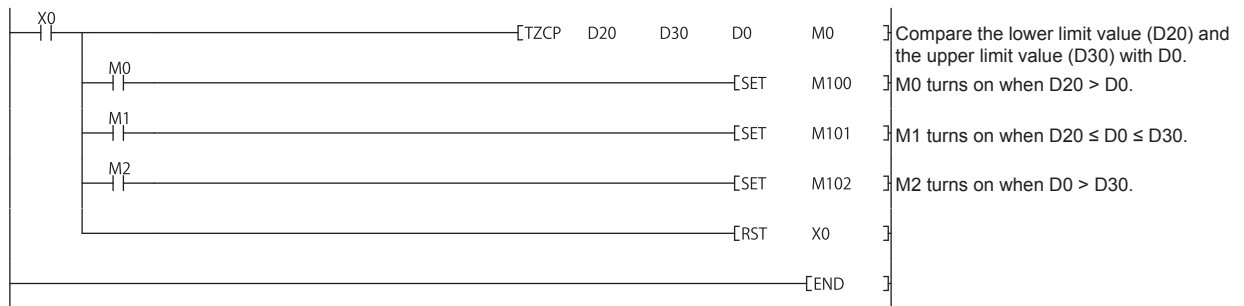 X0
[TZCP D20 D30 D0 M0 ] Compare the lower limit value (D20) and
the upper limit value (D30) with D0.
M0
[SET M100 ] M0 turns on when D20 > D0.
M1
[SET M101 ] M1 turns on when D20 ≤ D0 ≤ D30.
M2
[SET M102 ] M2 turns on when D0 > D30.
[RST X0 ]
[END ]